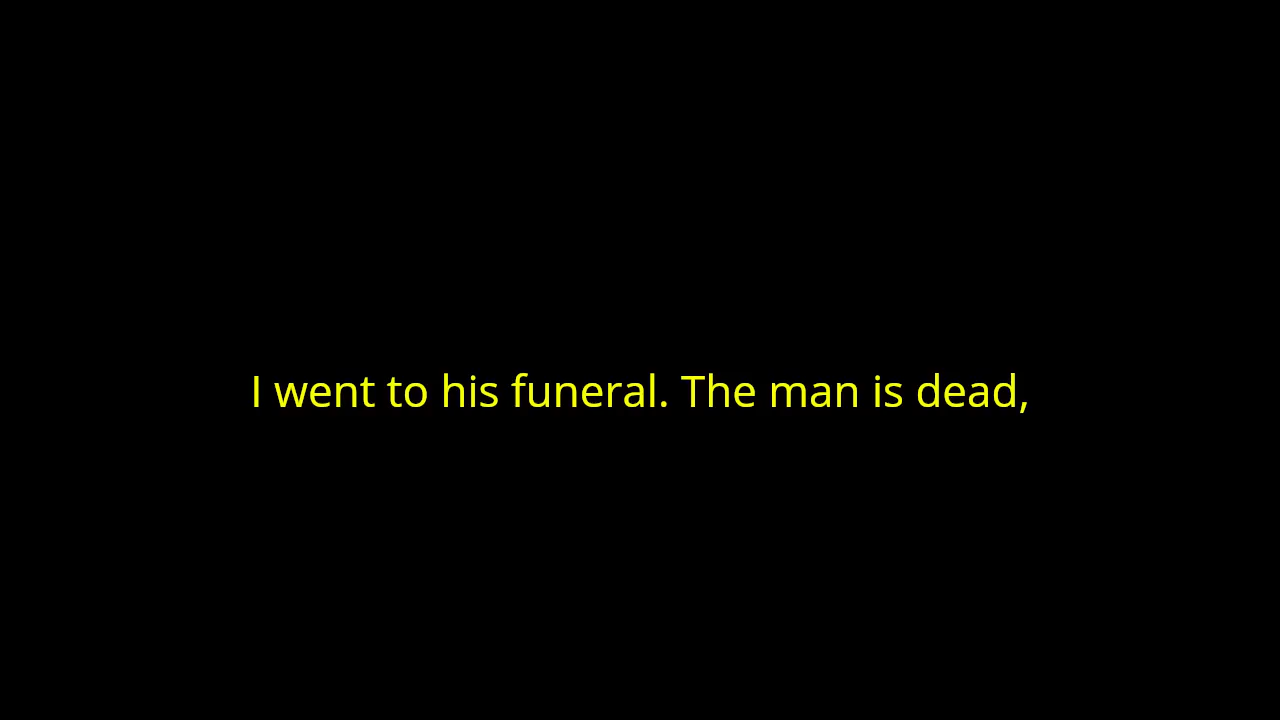 I went to his funeral. The man is dead,